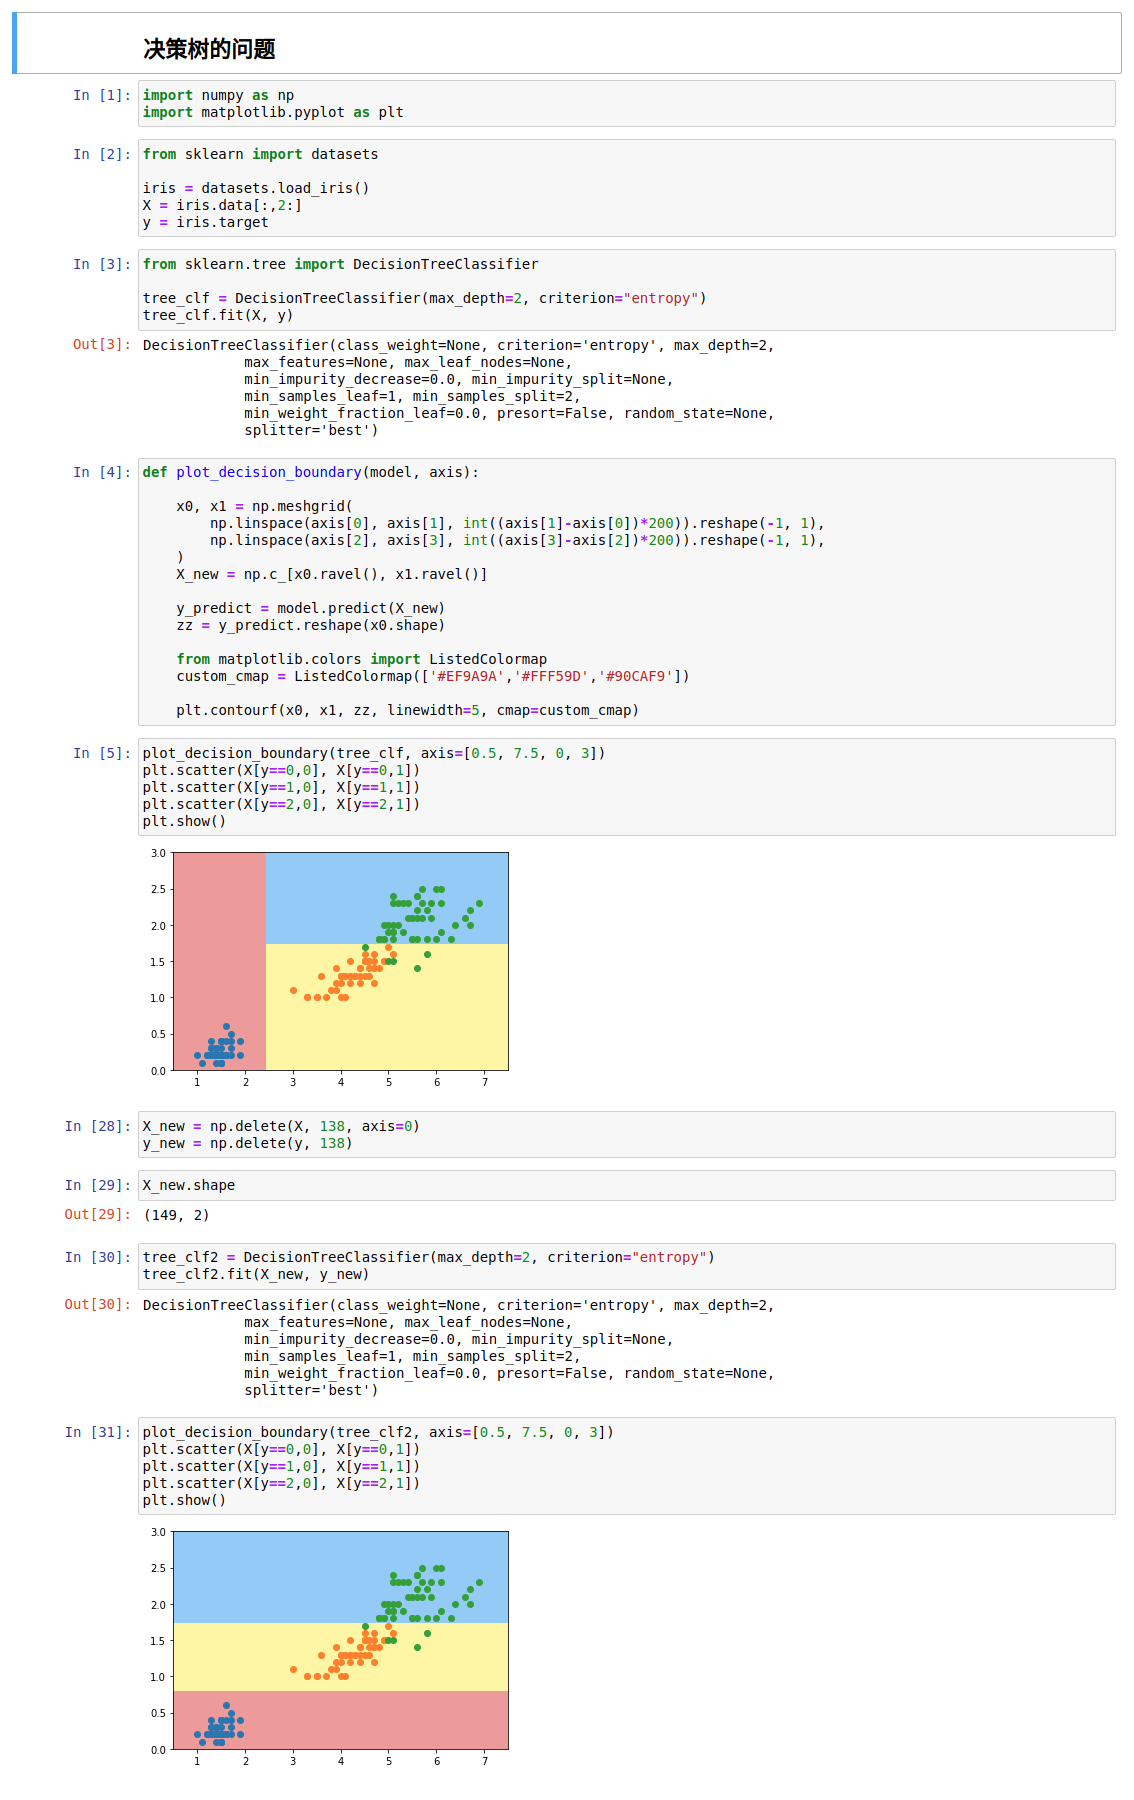 决策树的问题
In [1]: import numpy as np
import matplotlib.pyplot as plt
In [2]: from sklearn import datasets
iris = datasets.load_iris()
X = iris.data[:,2:]
y = iris.target
In [3]: from sklearn.tree import DecisionTreeClassifier
tree_clf = DecisionTreeClassifier(max_depth=2, criterion="entropy")
tree_clf.fit(X, y)
Out[3]: DecisionTreeClassifier(class_weight=None, criterion='entropy', max_depth=2,
max_features=None, max_leaf_nodes=None,
min_impurity_decrease=0.0, min_impurity_split=None,
min_samples_leaf=1, min_samples_split=2,
min_weight_fraction_leaf=0.0, presort=False, random_state=None,
splitter='best')
In [4]: def plot_decision_boundary(model, axis):
x0, x1 = np.meshgrid(
np.linspace(axis[0], axis[1], int((axis[1]-axis[0])*200)).reshape(-1, 1),
np.linspace(axis[2], axis[3], int((axis[3]-axis[2])*200)).reshape(-1, 1),
)
X_new = np.c_[x0.ravel(), x1.ravel()]
y_predict = model.predict(X_new)
zz = y_predict.reshape(x0.shape)
from matplotlib.colors import ListedColormap
custom_cmap = ListedColormap(['#EF9A9A','#FFF59D','#90CAF9'])
plt.contourf(x0, x1, zz, linewidth=5, cmap=custom_cmap)
In [5]: plot_decision_boundary(tree_clf, axis=[0.5, 7.5, 0, 3])
plt.scatter(X[y==0,0], X[y==0,1])
plt.scatter(X[y==1,0], X[y==1,1])
plt.scatter(X[y==2,0], X[y==2,1])
plt.show()
3.0
2.5
2.0
1.5
1.0
0.5
0.0
1 2 3 4 5 6 7
In [28]: X_new = np.delete(X, 138, axis=0)
y_new = np.delete(y, 138)
In [29]: X_new.shape
Out[29]: (149, 2)
In [30]: tree_clf2 = DecisionTreeClassifier(max_depth=2, criterion="entropy")
tree_clf2.fit(X_new, y_new)
Out[30]: DecisionTreeClassifier(class_weight=None, criterion='entropy', max_depth=2,
max_features=None, max_leaf_nodes=None,
min_impurity_decrease=0.0, min_impurity_split=None,
min_samples_leaf=1, min_samples_split=2,
min_weight_fraction_leaf=0.0, presort=False, random_state=None,
splitter='best')
In [31]: plot_decision_boundary(tree_clf2, axis=[0.5, 7.5, 0, 3])
plt.scatter(X[y==0,0], X[y==0,1])
plt.scatter(X[y==1,0], X[y==1,1])
plt.scatter(X[y==2,0], X[y==2,1])
plt.show()
3.0
2.5
2.0
1.5
1.0
0.5
0.0
1 2 3 4 5 6 7